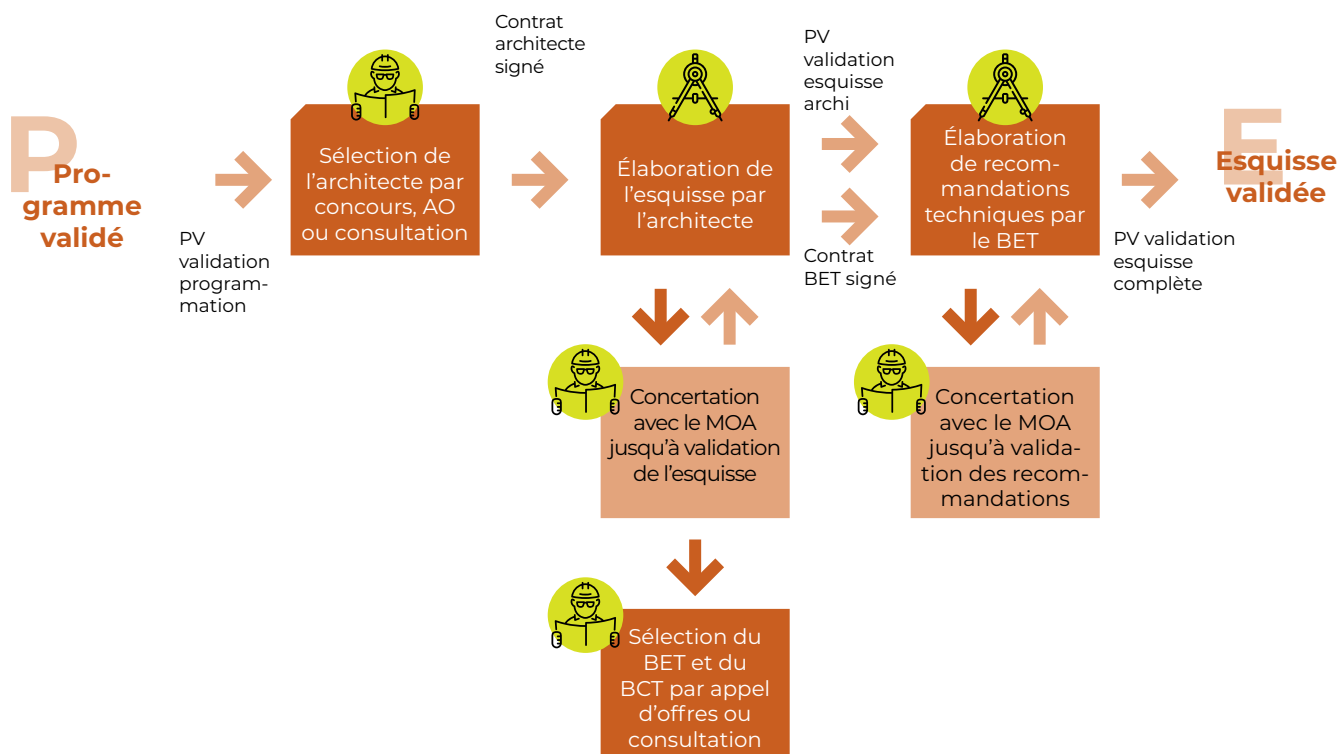 P
Pro-
gramme
validé
PV
validation
program-
mation
Sélection de
l’architecte par
concours, AO
ou consultation
Contrat
architecte
signé
Élaboration de
l’esquisse par
l’architecte
PV
validation
esquisse
archi
Contrat
BET signé
Élaboration
de recom-
mandations
techniques par
le BET
PV validation
esquisse
complète
E
Esquisse
validée
Concertation
avec le MOA
jusqu’à validation
de l’esquisse
Concertation
avec le MOA
jusqu’à valida-
tion des recom-
mandations
Sélection du
BET et du
BCT par appel
d’offres ou
consultation